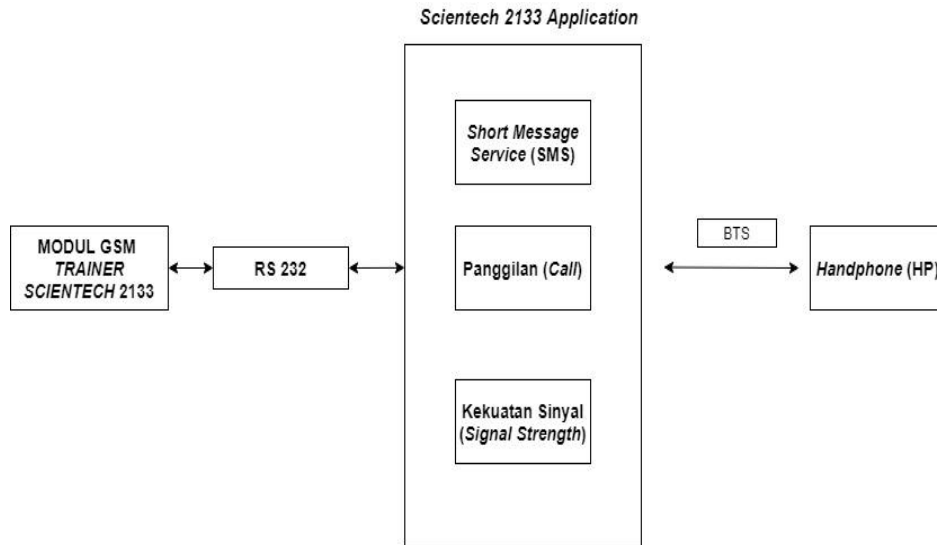 Scientech 2133 Application
Short Message
Service (SMS)
MODUL GSM
TRAINER
SCIENTECH 2133
RS 232
Panggilan (Call)
BTS
Handphone (HP)
Kekuatan Sinyal
(Signal Strength)